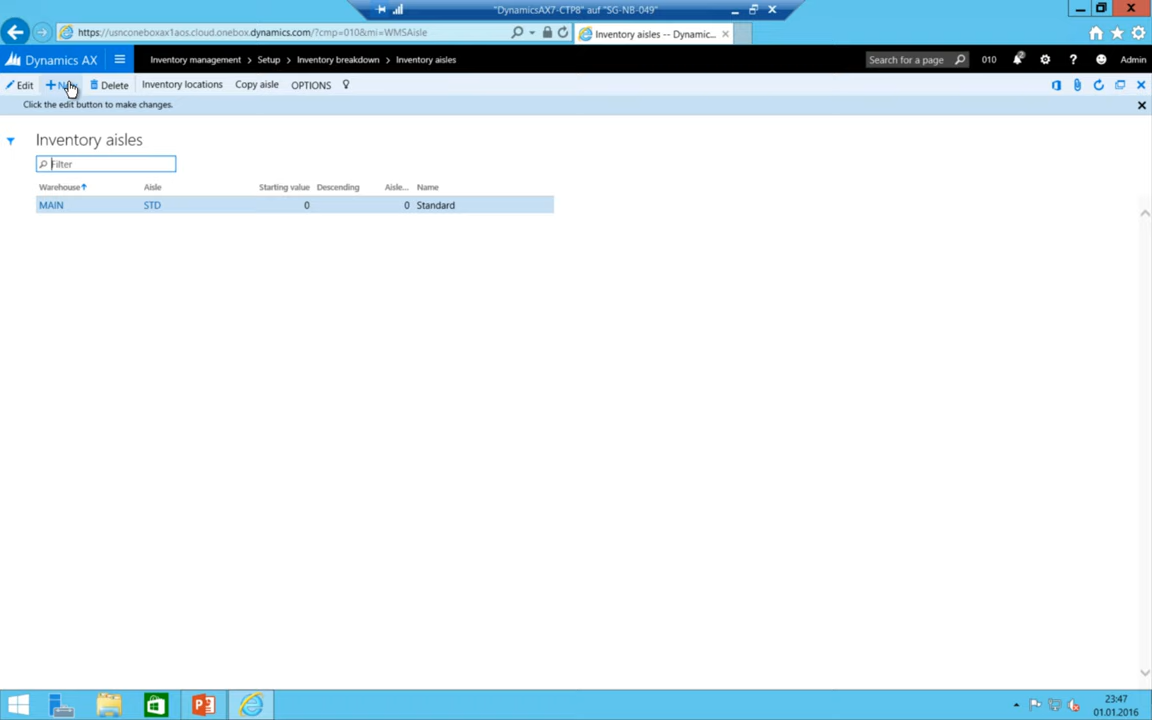 "DynamicsAX7-CTP8" auf "SG-NB-049"
https://usnconeboxax1aos.cloud.onebox.dynamics.com/?cmp=010&mi=WMSAisle
Inventory aisles -- Dynamic...
Dynamics AX
Inventory management > Setup > Inventory breakdown > Inventory aisles
Search for a page
010
Admin
Edit
Delete
Inventory locations
Copy aisle
OPTIONS
Click the edit button to make changes.
Inventory aisles
Filter
Warehouse Aisle Starting value Descending Aisle... Name
MAIN STD 0 0 Standard
23:47
01.01.2016